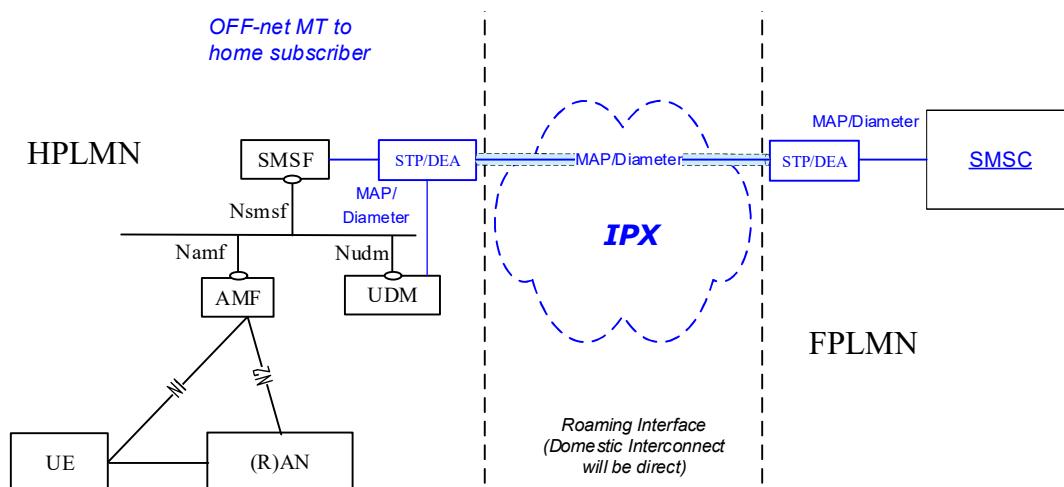 OFF-net MT to
home subscriber
MAP/Diameter
HPLMN
SMSF
STP/DEA
MAP/Diameter
STP/DEA
SMSC
MAP/
Diameter
Nsmsf
IPX
Namf
Nudm
AMF
UDM
FPLMN
N1
N2
Roaming Interface
(Domestic Interconnect
will be direct)
UE
(R)AN